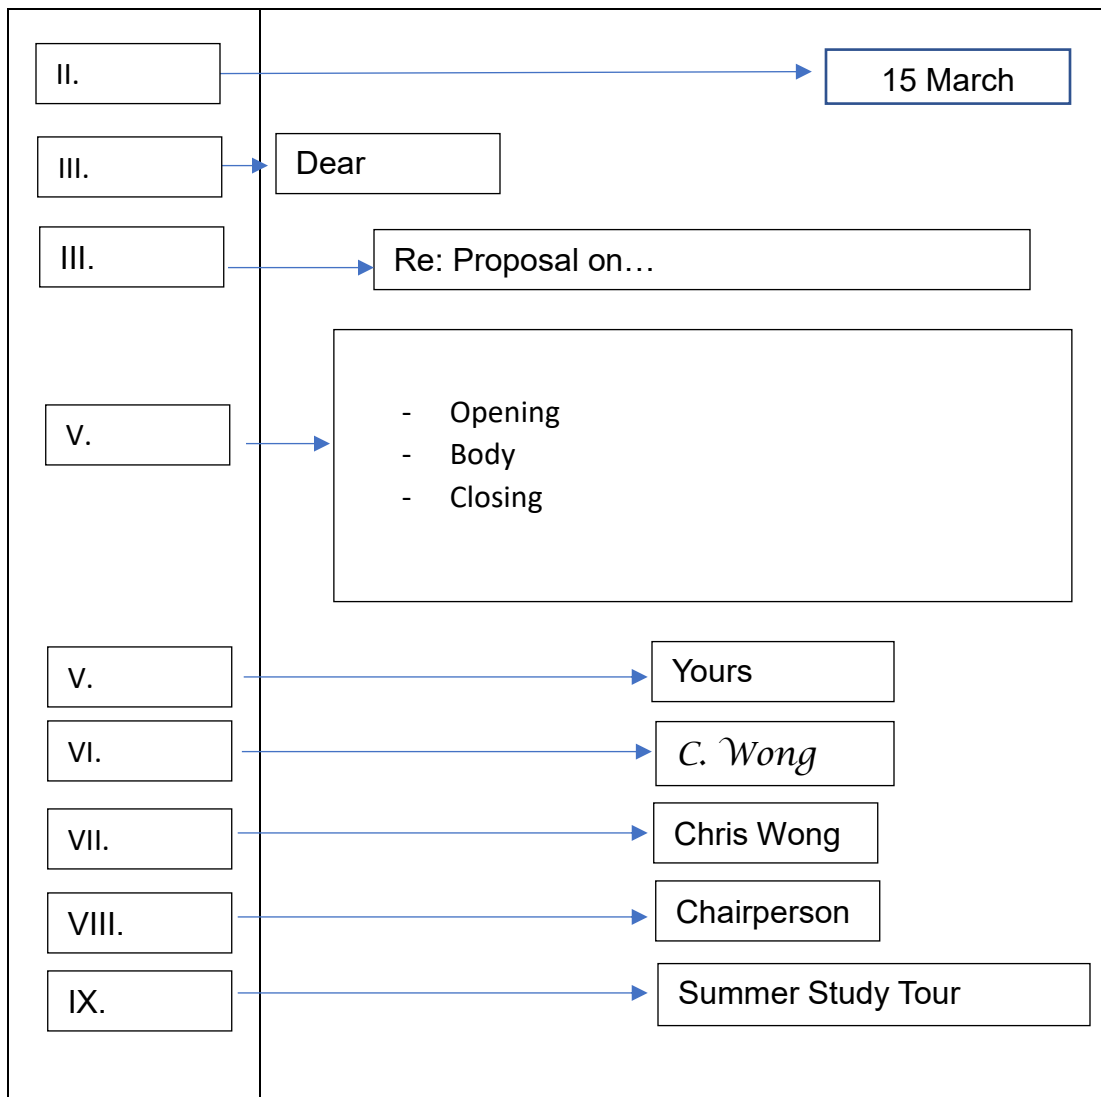 II. 15 March
III. Dear
III. Re: Proposal on…
- Opening
V. - Body
- Closing
V. Yours
VI. C. Wong
VII. Chris Wong
VIII. Chairperson
IX. Summer Study Tour